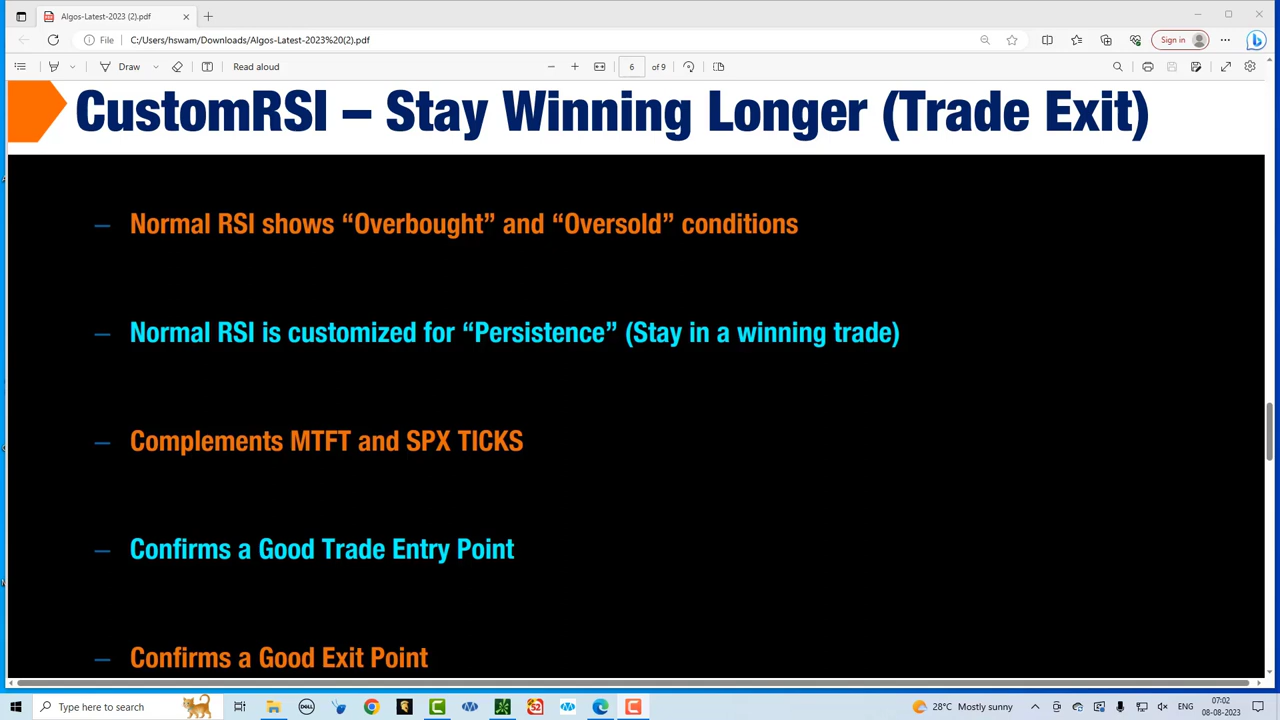 Algos-Latest-2023 (2).pdf
File C:/Users/hswam/Downloads/Algos-Latest-2023%20(2).pdf Sign in
Draw Read aloud 6 of 9
CustomRSI – Stay Winning Longer (Trade Exit)
– Normal RSI shows “Overbought” and “Oversold” conditions
– Normal RSI is customized for “Persistence” (Stay in a winning trade)
– Complements MTFT and SPX TICKS
– Confirms a Good Trade Entry Point
– Confirms a Good Exit Point
Type here to search
28°C Mostly sunny
ENG
07:02
08-08-2023